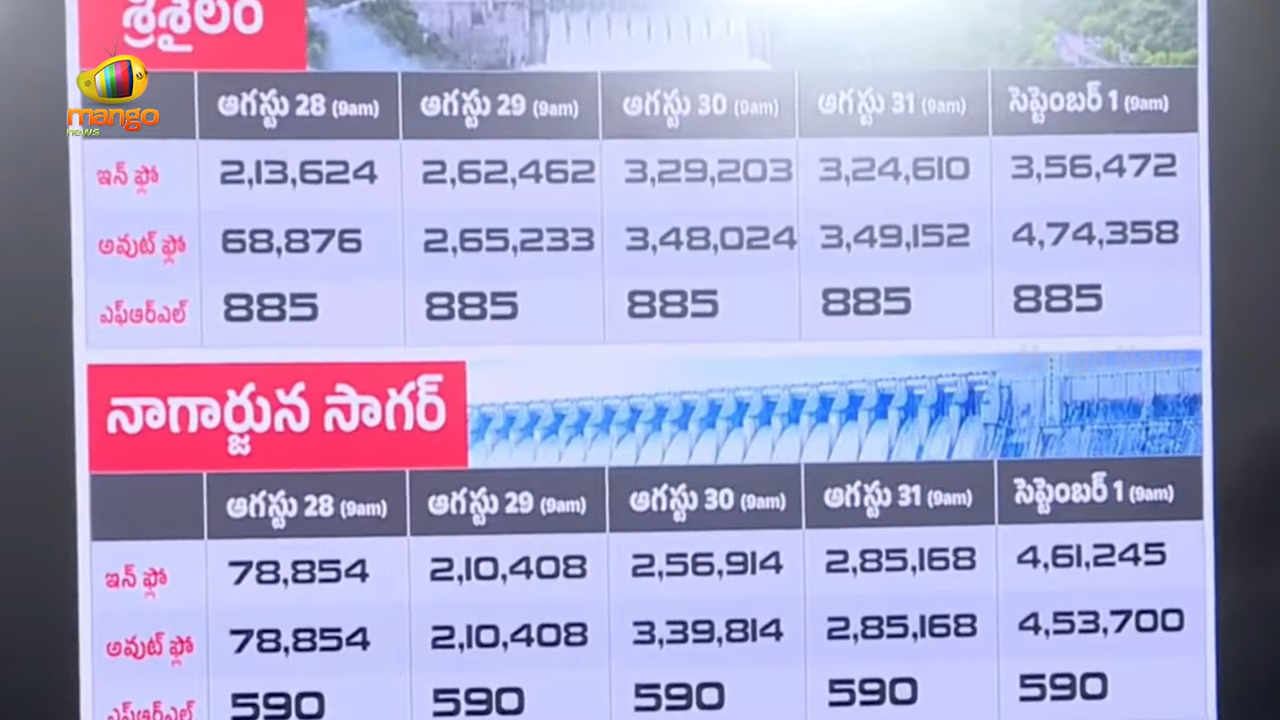 శ్రీశైలం
mango
news
ఆగస్టు 28 (9am) ఆగస్టు 29 (9am) ఆగస్టు 30 (9am) ఆగస్టు 31 (9am) సెప్టెంబర్ 1 (9am)
ఇన్ ఫ్లో 2,13,624 2,62,462 3,29,203 3,24,610 3,56,472
అవుట్ ఫ్లో 68,876 2,65,233 3,48,024 3,49,152 4,74,358
ఎఫ్ఆర్ఎల్ 885 885 885 885 885
Mango News
నాగార్జున సాగర్
ఆగస్టు 28 (9am) ఆగస్టు 29 (9am) ఆగస్టు 30 (9am) ఆగస్టు 31 (9am) సెప్టెంబర్ 1 (9am)
ఇన్ ఫ్లో 78,854 2,10,408 2,56,914 2,85,168 4,61,245
అవుట్ ఫ్లో 78,854 2,10,408 3,39,814 2,85,168 4,53,700
ఎఫ్ఆర్ఎల్ 590 590 590 590 590